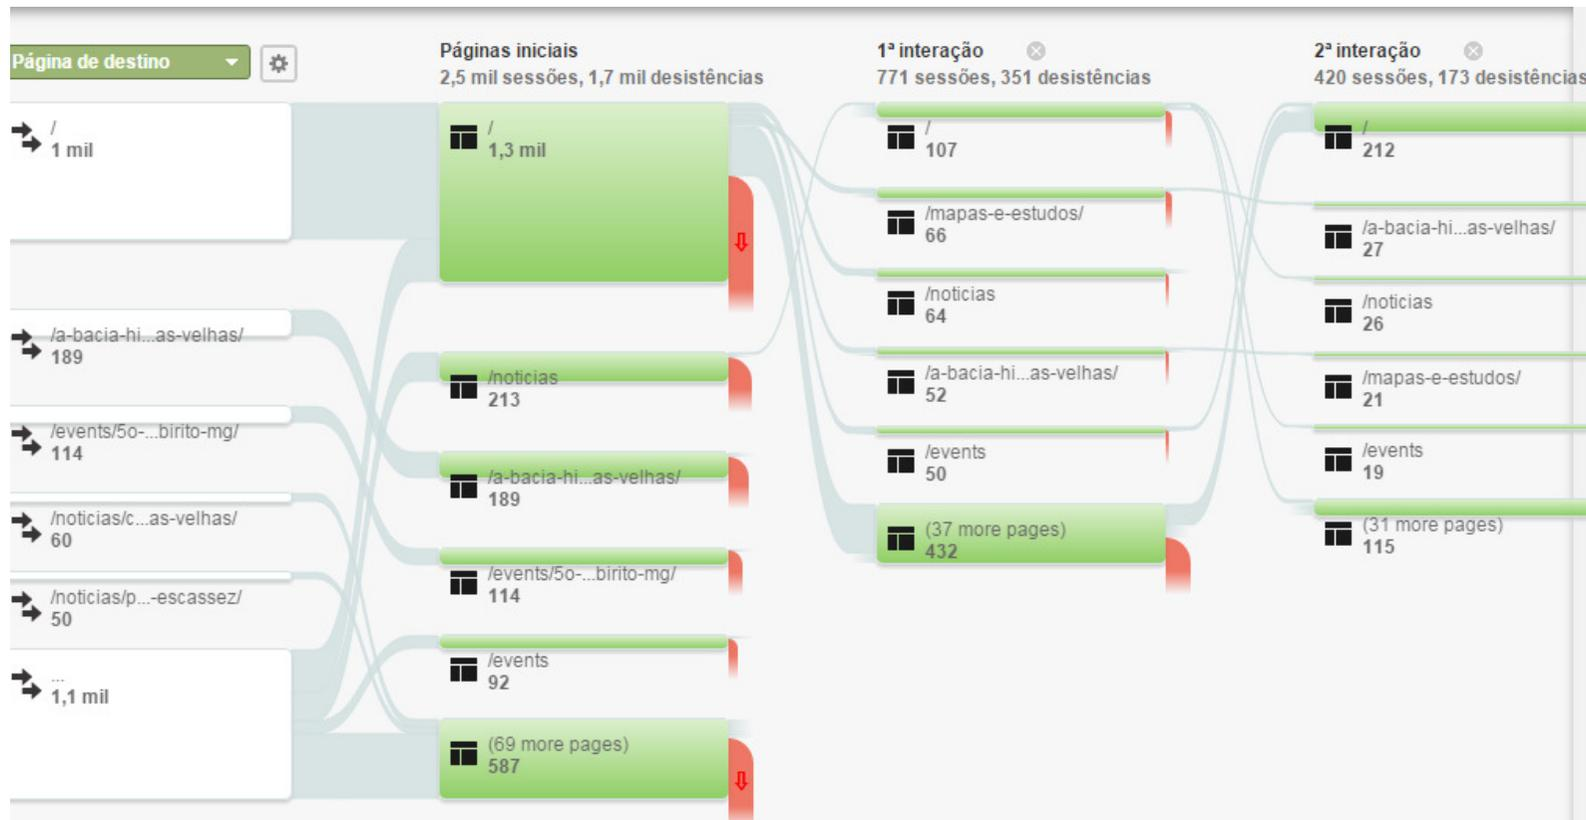 Página de destino
/
1 mil
/a-bacia-hi...as-velhas/
189
/events/5o-...birito-mg/
114
/noticias/c...as-velhas/
60
/noticias/p...-escassez/
50
...
1,1 mil
Páginas iniciais
2,5 mil sessões, 1,7 mil desistências
/
1,3 mil
/noticias
213
/a-bacia-hi...as-velhas/
189
/events/5o-...birito-mg/
114
/events
92
(69 more pages)
587
1ª interação
771 sessões, 351 desistências
/
107
/mapas-e-estudos/
66
/noticias
64
/a-bacia-hi...as-velhas/
52
/events
50
(37 more pages)
432
2ª interação
420 sessões, 173 desistências
/
212
/a-bacia-hi...as-velhas/
27
/noticias
26
/mapas-e-estudos/
21
/events
19
(31 more pages)
115